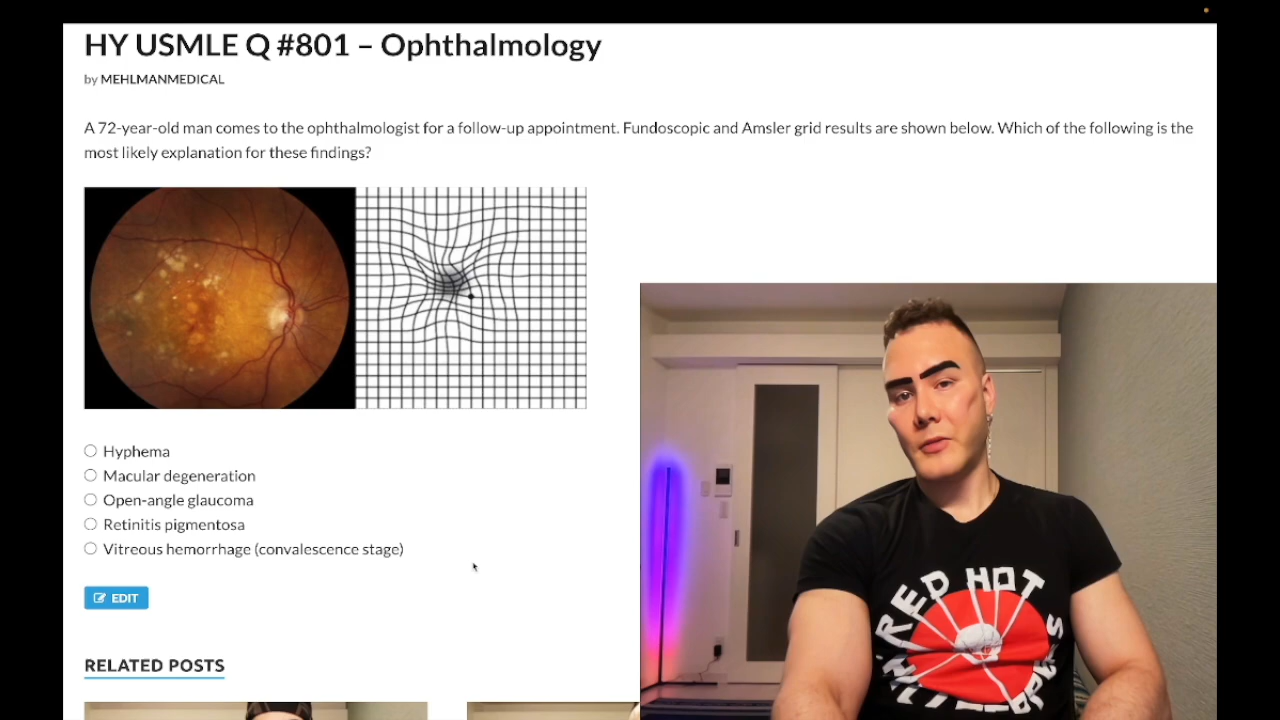 HY USMLE Q #801 – Ophthalmology
by MEHLMANMEDICAL
A 72-year-old man comes to the ophthalmologist for a follow-up appointment. Fundoscopic and Amsler grid results are shown below. Which of the following is the
most likely explanation for these findings?
Hyphema
Macular degeneration
Open-angle glaucoma
Retinitis pigmentosa
Vitreous hemorrhage (convalescence stage)
EDIT
RELATED POSTS
RED HOT